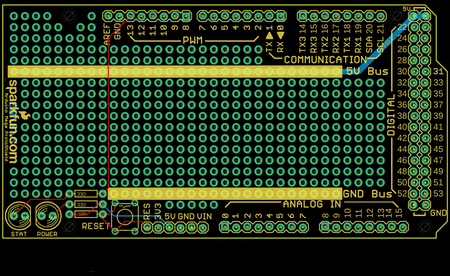 5V
AREF
GND
13 12 11 10 9 8 7 6 5 4 3 2 1 0
PWM
TX
RX
TX3 14
RX3 15
TX2 16
RX2 17
TX1 18
RX1 19
SDA 20
SCL 21
COMMUNICATION
24
26
28
5V Bus
30 31
32 33
34 35
36 37
38 39
40 41
42 43
44 45
46 47
48 49
50 51
52 53
DIGITAL
sparkfun.com
GND Bus
ANALOG IN
GND
RES
3V3
5V GND VIN
0 1 2 3 4 5 6 7
8 9 10 11 12 13 14 15
330
330
10K
RESET
STAT
POWER